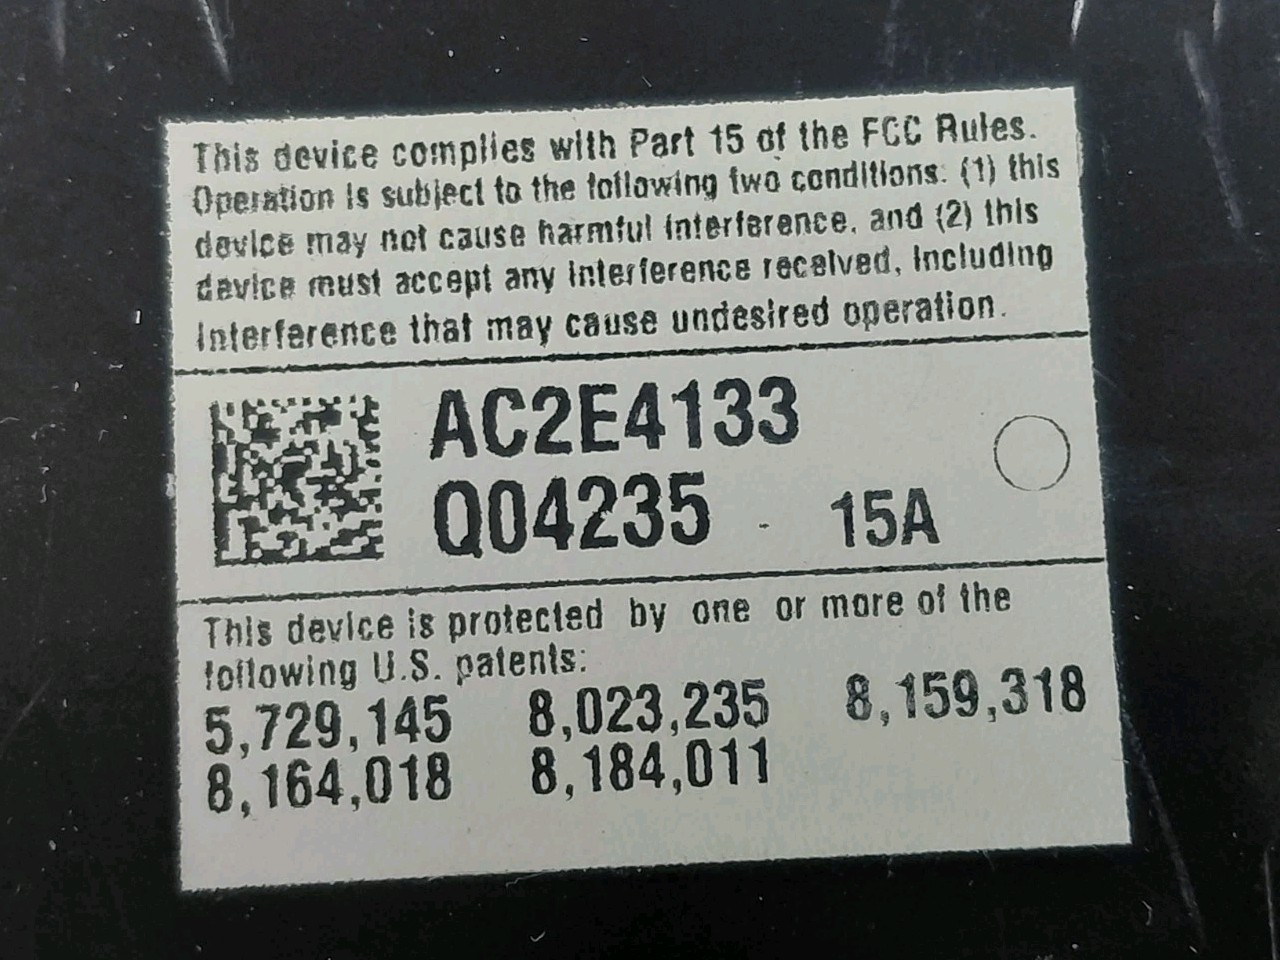 This device complies with Part 15 of the FCC Rules.
Operation is subject to the following two conditions: (1) this
device may not cause harmful interference, and (2) this
device must accept any interference received, including
interference that may cause undesired operation.
AC2E4133
Q04235 15A
This device is protected by one or more of the
following U.S. patents:
5,729,145 8,023,235 8,159,318
8,164,018 8,184,011